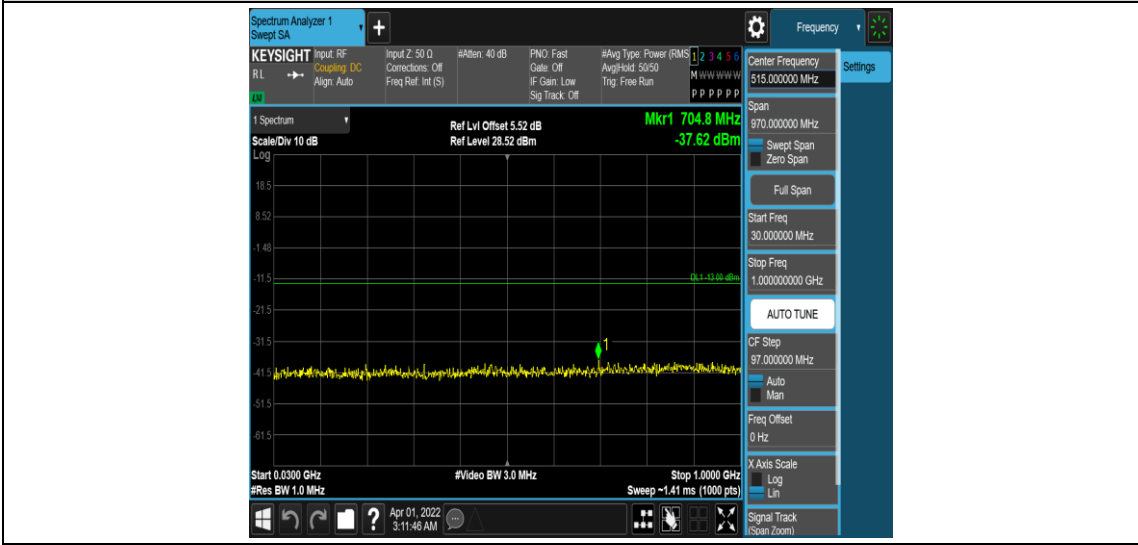 Spectrum Analyzer 1
Swept SA
+
Frequency
KEYSIGHT
RL
LNI
Input: RF
Coupling: DC
Align: Auto
Input Z: 50 Ω
Corrections: Off
Freq Ref: Int (S)
#Atten: 40 dB
PNO: Fast
Gate: Off
IF Gain: Low
Sig Track: Off
#Avg Type: Power (RMS
Avg|Hold: 50/50
Trig: Free Run
1 2 3 4 5 6
M W W W W W
P P P P P P
1 Spectrum
Scale/Div 10 dB
Log
Ref Lvl Offset 5.52 dB
Ref Level 28.52 dBm
Mkr1 704.8 MHz
-37.62 dBm
18.5
8.52
-1.48
-11.5
DL1 -13.00 dBm
-21.5
-31.5
1
-41.5
-51.5
-61.5
Start 0.0300 GHz
#Res BW 1.0 MHz
#Video BW 3.0 MHz
Stop 1.0000 GHz
Sweep ~1.41 ms (1000 pts)
?
Apr 01, 2022
3:11:46 AM
Center Frequency
515.000000 MHz
Span
970.000000 MHz
Swept Span
Zero Span
Full Span
Start Freq
30.000000 MHz
Stop Freq
1.000000000 GHz
AUTO TUNE
CF Step
97.000000 MHz
Auto
Man
Freq Offset
0 Hz
X Axis Scale
Log
Lin
Signal Track
(Span Zoom)
Settings